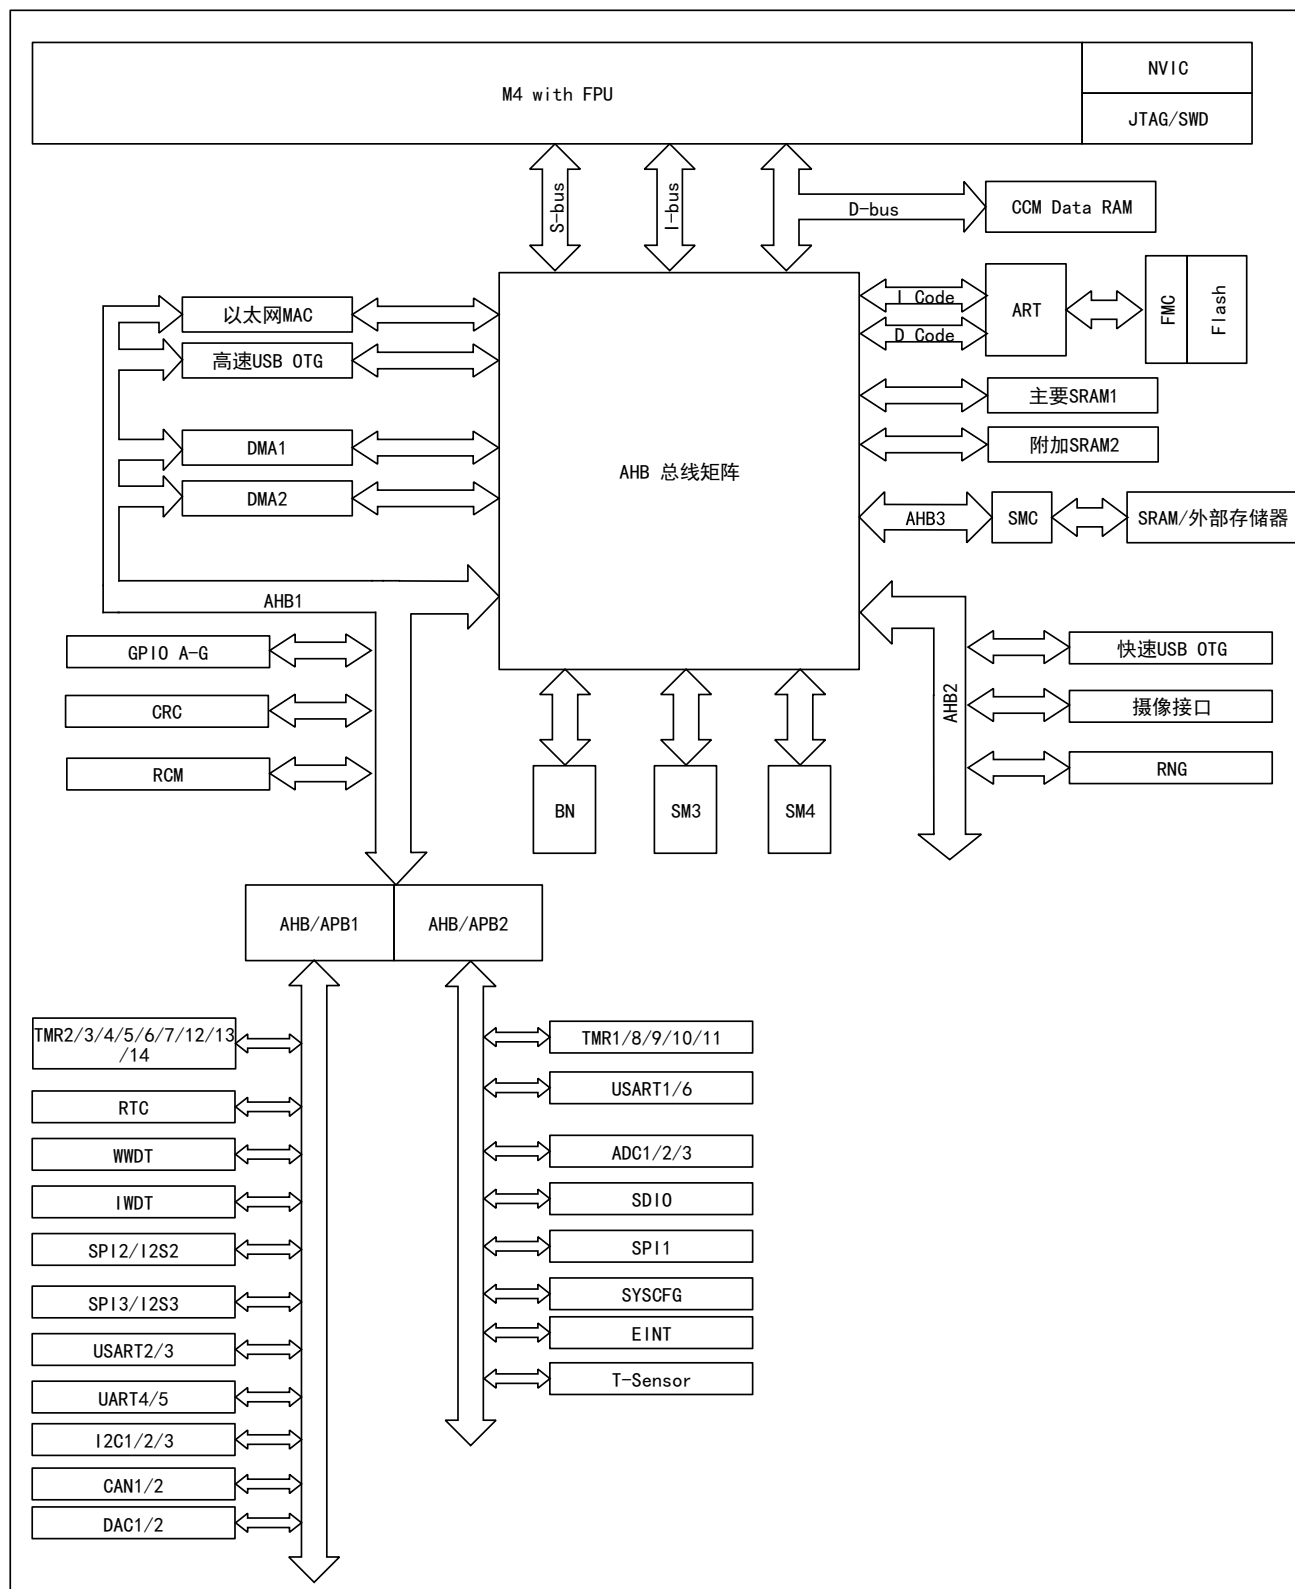 M4 with FPU
NVIC
JTAG/SWD
S-bus
I-bus
D-bus
CCM Data RAM
以太网MAC
高速USB OTG
DMA1
DMA2
AHB 总线矩阵
I Code
D Code
ART
FMC
Flash
主要SRAM1
附加SRAM2
AHB3
SMC
SRAM/外部存储器
AHB1
GPIO A-G
CRC
RCM
BN
SM3
SM4
AHB2
快速USB OTG
摄像接口
RNG
AHB/APB1
AHB/APB2
TMR2/3/4/5/6/7/12/13
/14
RTC
WWDT
IWDT
SPI2/I2S2
SPI3/I2S3
USART2/3
UART4/5
I2C1/2/3
CAN1/2
DAC1/2
TMR1/8/9/10/11
USART1/6
ADC1/2/3
SDIO
SPI1
SYSCFG
EINT
T-Sensor